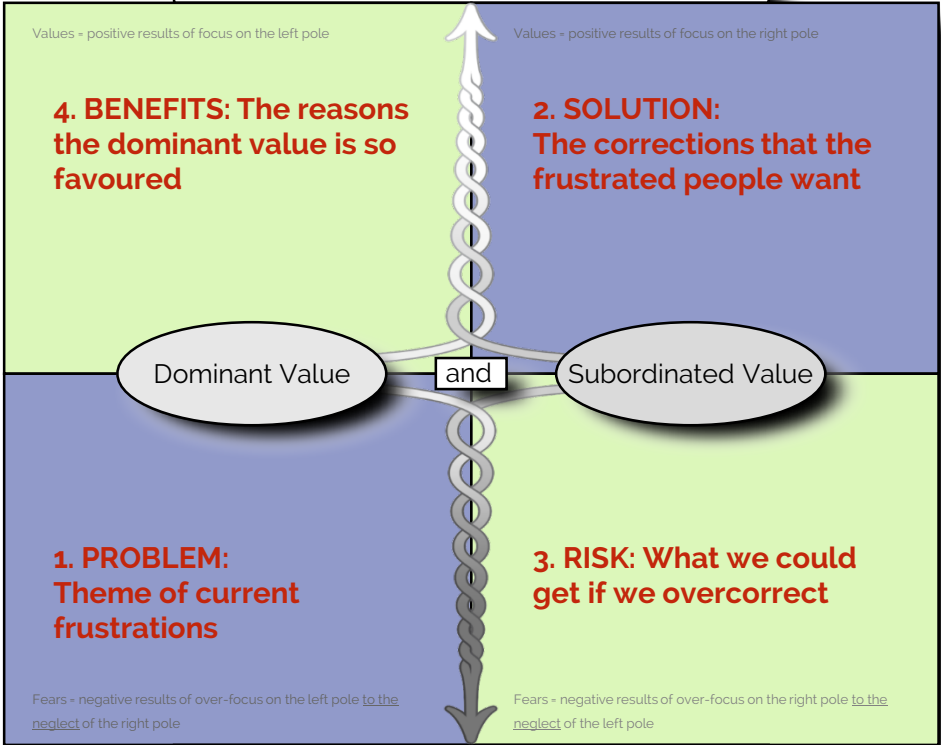 Values = positive results of focus on the left pole
Values = positive results of focus on the right pole
4. BENEFITS: The reasons
the dominant value is so
favoured
2. SOLUTION:
The corrections that the
frustrated people want
Dominant Value
and
Subordinated Value
1. PROBLEM:
Theme of current
frustrations
3. RISK: What we could
get if we overcorrect
Fears = negative results of over-focus on the left pole to the
neglect of the right pole
Fears = negative results of over-focus on the right pole to the
neglect of the left pole